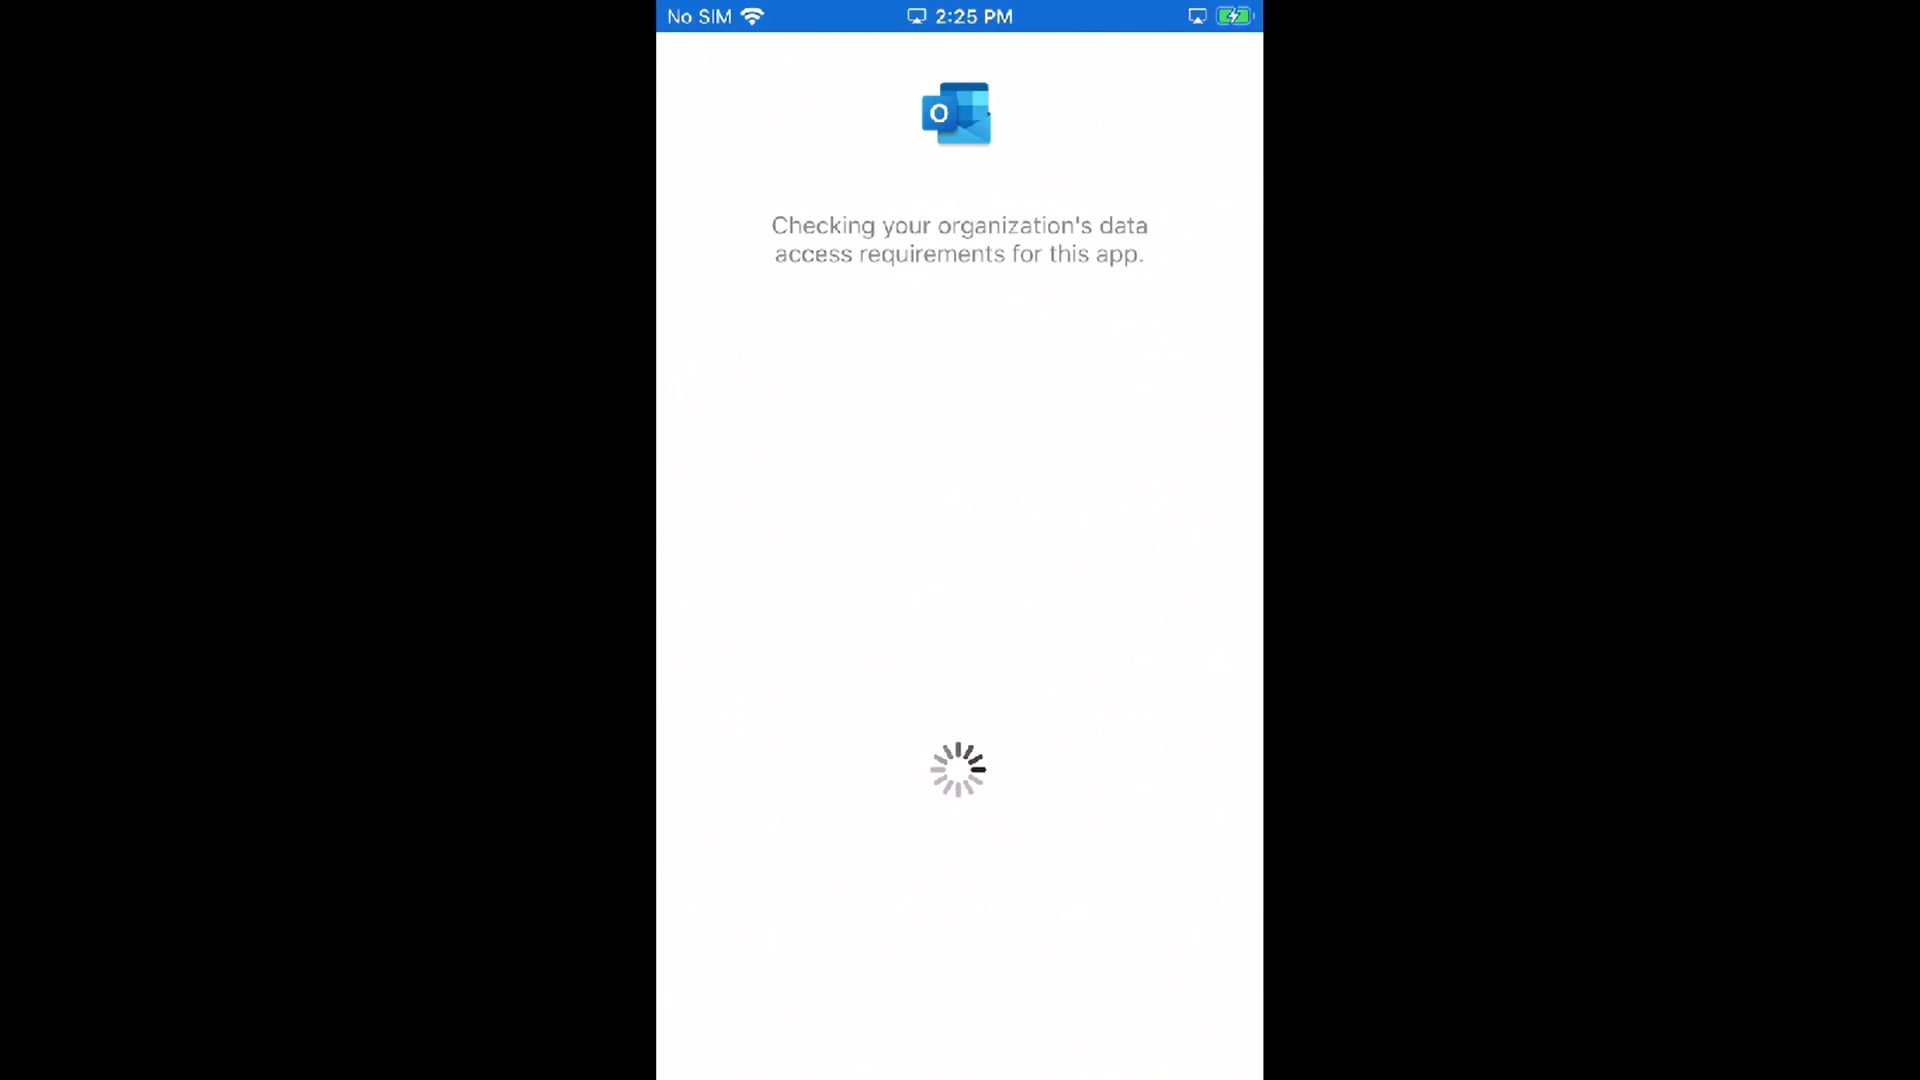 No SIM 2:25 PM
O
Checking your organization's data
access requirements for this app.